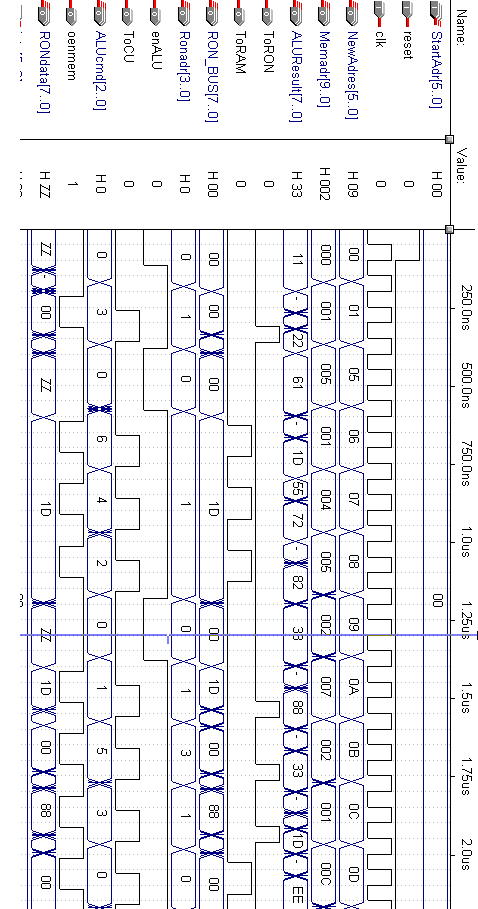 Name: Value: 250.0ns 500.0ns 750.0ns 1.0us 1.25us 1.5us 1.75us 2.0us
StartAdr[5..0] H 00 00
reset 0
clk 0
NewAdres[5..0] H 09 00 01 05 06 07 08 09 0A 0B 0C 0D
Memadr[9..0] H 002 000 001 005 001 004 005 002 007 002 001 00C
ALUResult[7..0] H 33 11 - 22 61 - 1D 55 72 - 82 33 - 88 - 33 - 1D - EE
ToRON 0
ToRAM 0
RON_BUS[7..0] H 00 00 00 00 1D 00 1D 00 88 00
Ronadr[3..0] H 0 0 1 0 1 0 1 3 1 0
enALU 0
ToCU 0
ALUcmd[2..0] H 0 0 3 0 6 4 2 0 1 5 3 0
oenmem 1
RONdata[7..0] H ZZ ZZ - 00 ZZ 1D ZZ 1D 00 88 00